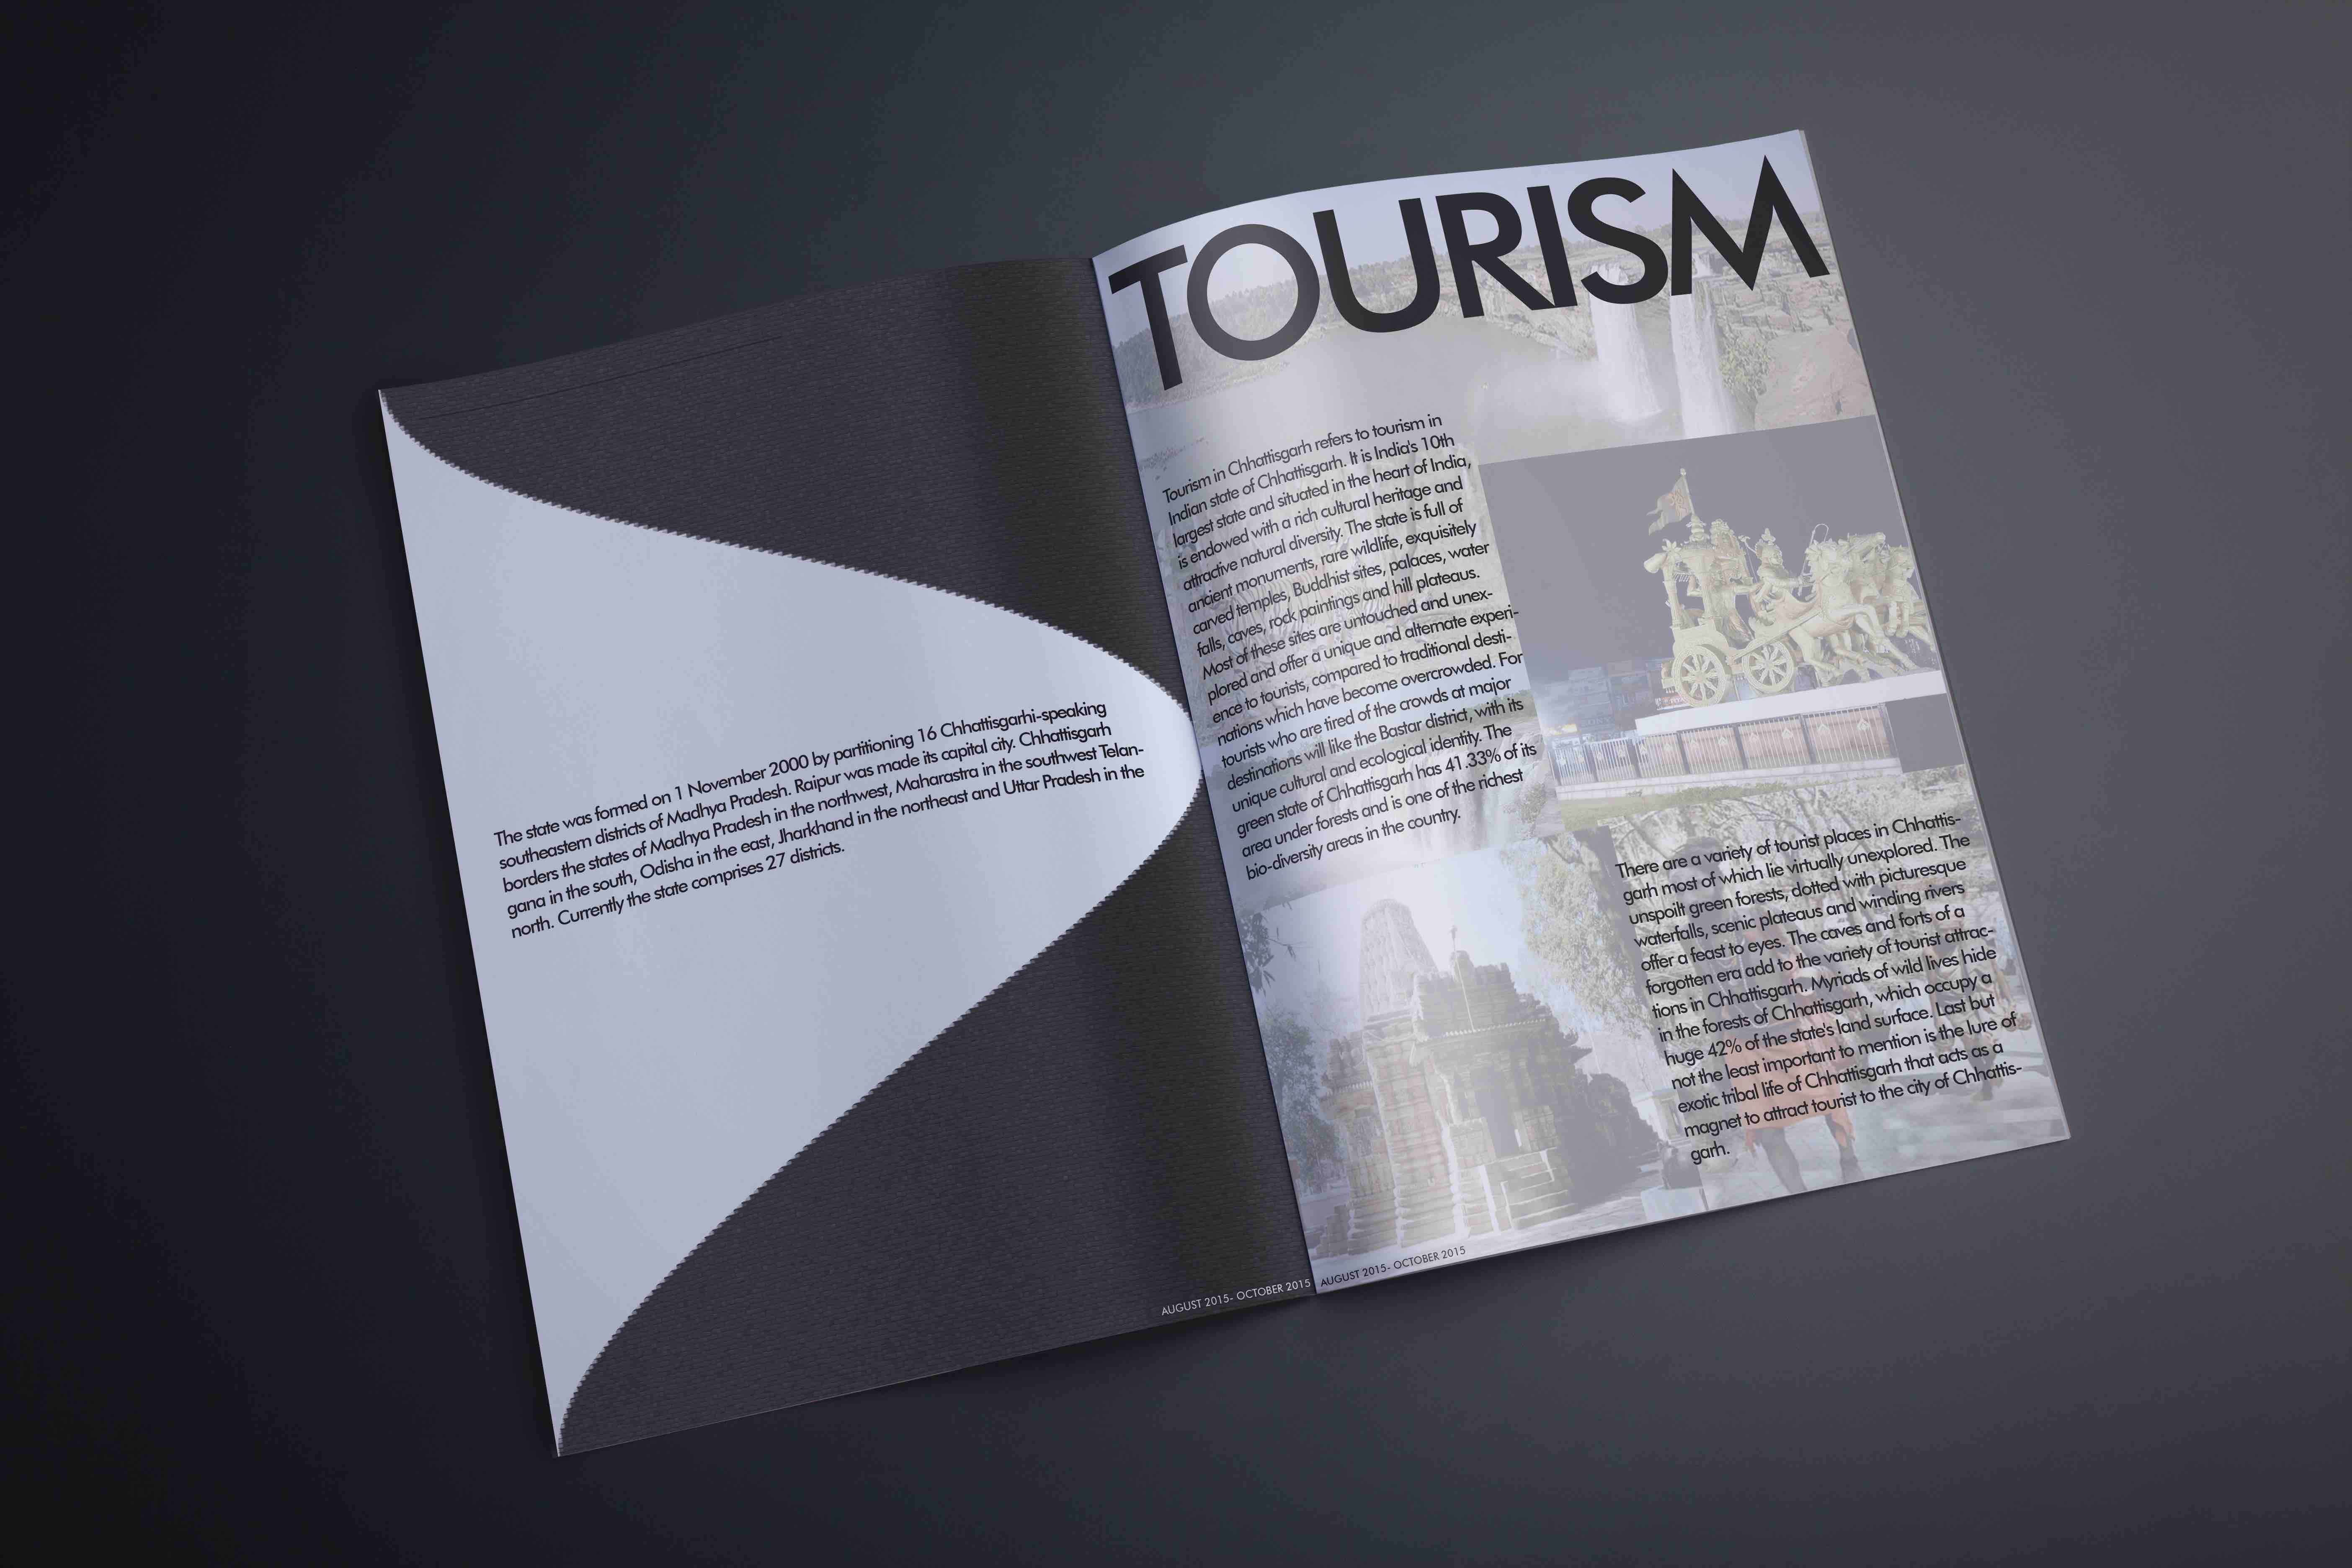 The state was formed on 1 November 2000 by partitioning 16 Chhattisgarhi-speaking
southeastern districts of Madhya Pradesh. Raipur was made its capital city. Chhattisgarh
borders the states of Madhya Pradesh in the northwest, Maharastra in the southwest Telan-
gana in the south, Odisha in the east, Jharkhand in the northeast and Uttar Pradesh in the
north. Currently the state comprises 27 districts.
AUGUST 2015- OCTOBER 2015
TOURISM
Tourism in Chhattisgarh refers to tourism in
Indian state of Chhattisgarh. It is India's 10th
largest state and situated in the heart of India,
is endowed with a rich cultural heritage and
attractive natural diversity. The state is full of
ancient monuments, rare wildlife, exquisitely
carved temples, Buddhist sites, palaces, water
falls, caves, rock paintings and hill plateaus.
Most of these sites are untouched and unex-
plored and offer a unique and alternate experi-
ence to tourists, compared to traditional desti-
nations which have become overcrowded. For
tourists who are tired of the crowds at major
destinations will like the Bastar district, with its
unique cultural and ecological identity. The
green state of Chhattisgarh has 41.33% of its
area under forests and is one of the richest
bio-diversity areas in the country.
There are a variety of tourist places in Chhattis-
garh most of which lie virtually unexplored. The
unspoilt green forests, dotted with picturesque
waterfalls, scenic plateaus and winding rivers
offer a feast to eyes. The caves and forts of a
forgotten era add to the variety of tourist attrac-
tions in Chhattisgarh. Myriads of wild lives hide
in the forests of Chhattisgarh, which occupy a
huge 42% of the state's land surface. Last but
not the least important to mention is the lure of
exotic tribal life of Chhattisgarh that acts as a
magnet to attract tourist to the city of Chhattis-
garh.
AUGUST 2015- OCTOBER 2015